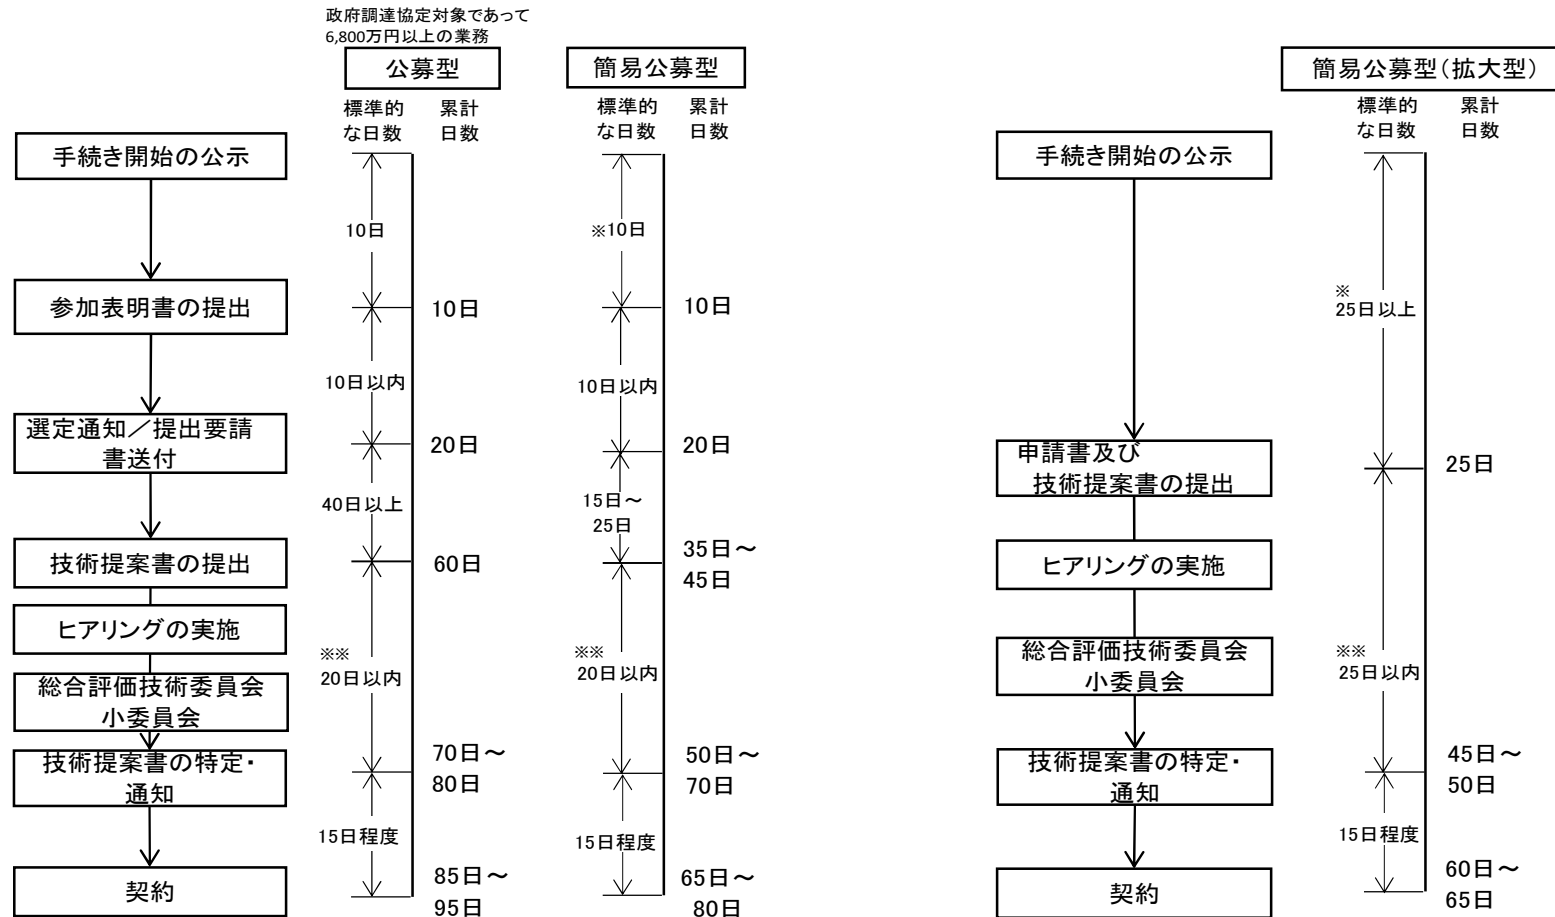 政府調達協定対象であって
6,800万円以上の業務
公募型
標準的
な日数
累計
日数
簡易公募型
標準的
な日数
累計
日数
手続き開始の公示
参加表明書の提出
選定通知／提出要請
書送付
技術提案書の提出
ヒアリングの実施
総合評価技術委員会
小委員会
技術提案書の特定・
通知
契約
10日
10日
10日以内
20日
40日以上
60日
※※
20日以内
70日～
80日
15日程度
85日～
95日
※10日
10日
10日以内
20日
15日～
25日
35日～
45日
※※
20日以内
50日～
70日
15日程度
65日～
80日
簡易公募型（拡大型）
標準的
な日数
累計
日数
手続き開始の公示
申請書及び
技術提案書の提出
ヒアリングの実施
総合評価技術委員会
小委員会
技術提案書の特定・
通知
契約
※
25日以上
25日
※※
25日以内
45日～
50日
15日程度
60日～
65日